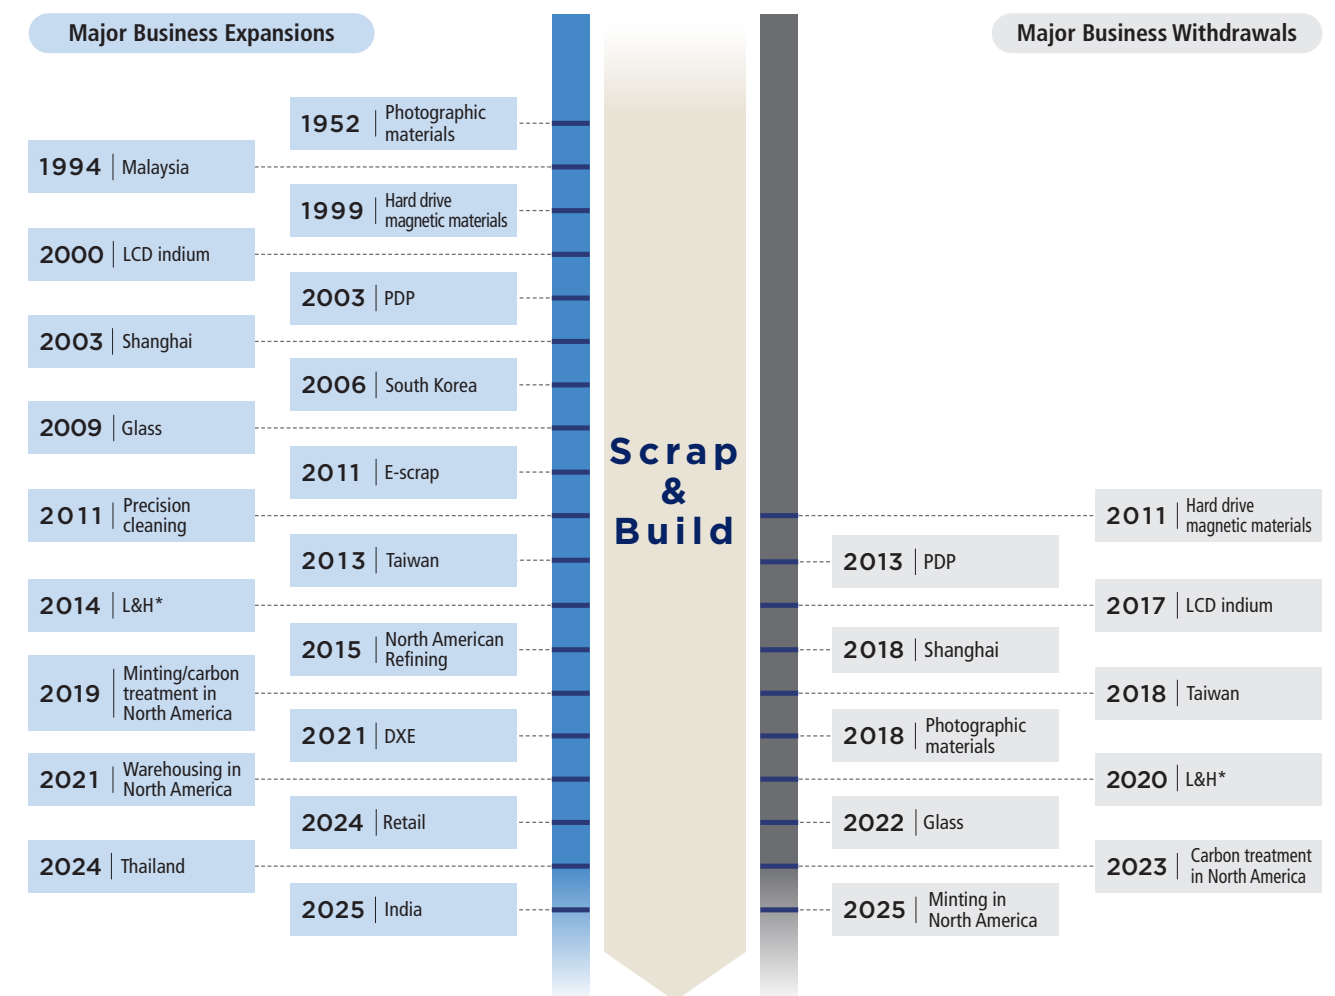 Major Business Expansions
1952 Photographic
materials
1994 Malaysia
1999 Hard drive
magnetic materials
2000 LCD indium
2003 PDP
2003 Shanghai
2006 South Korea
2009 Glass
2011 E-scrap
2011 Precision
cleaning
2013 Taiwan
2014 L&H*
2015 North American
Refining
2019 Minting/carbon
treatment in
North America
2021 DXE
2021 Warehousing in
North America
2024 Retail
2024 Thailand
2025 India
Scrap
&
Build
Major Business Withdrawals
2011 Hard drive
magnetic materials
2013 PDP
2017 LCD indium
2018 Shanghai
2018 Taiwan
2018 Photographic
materials
2020 L&H*
2022 Glass
2023 Carbon treatment
in North America
2025 Minting in
North America